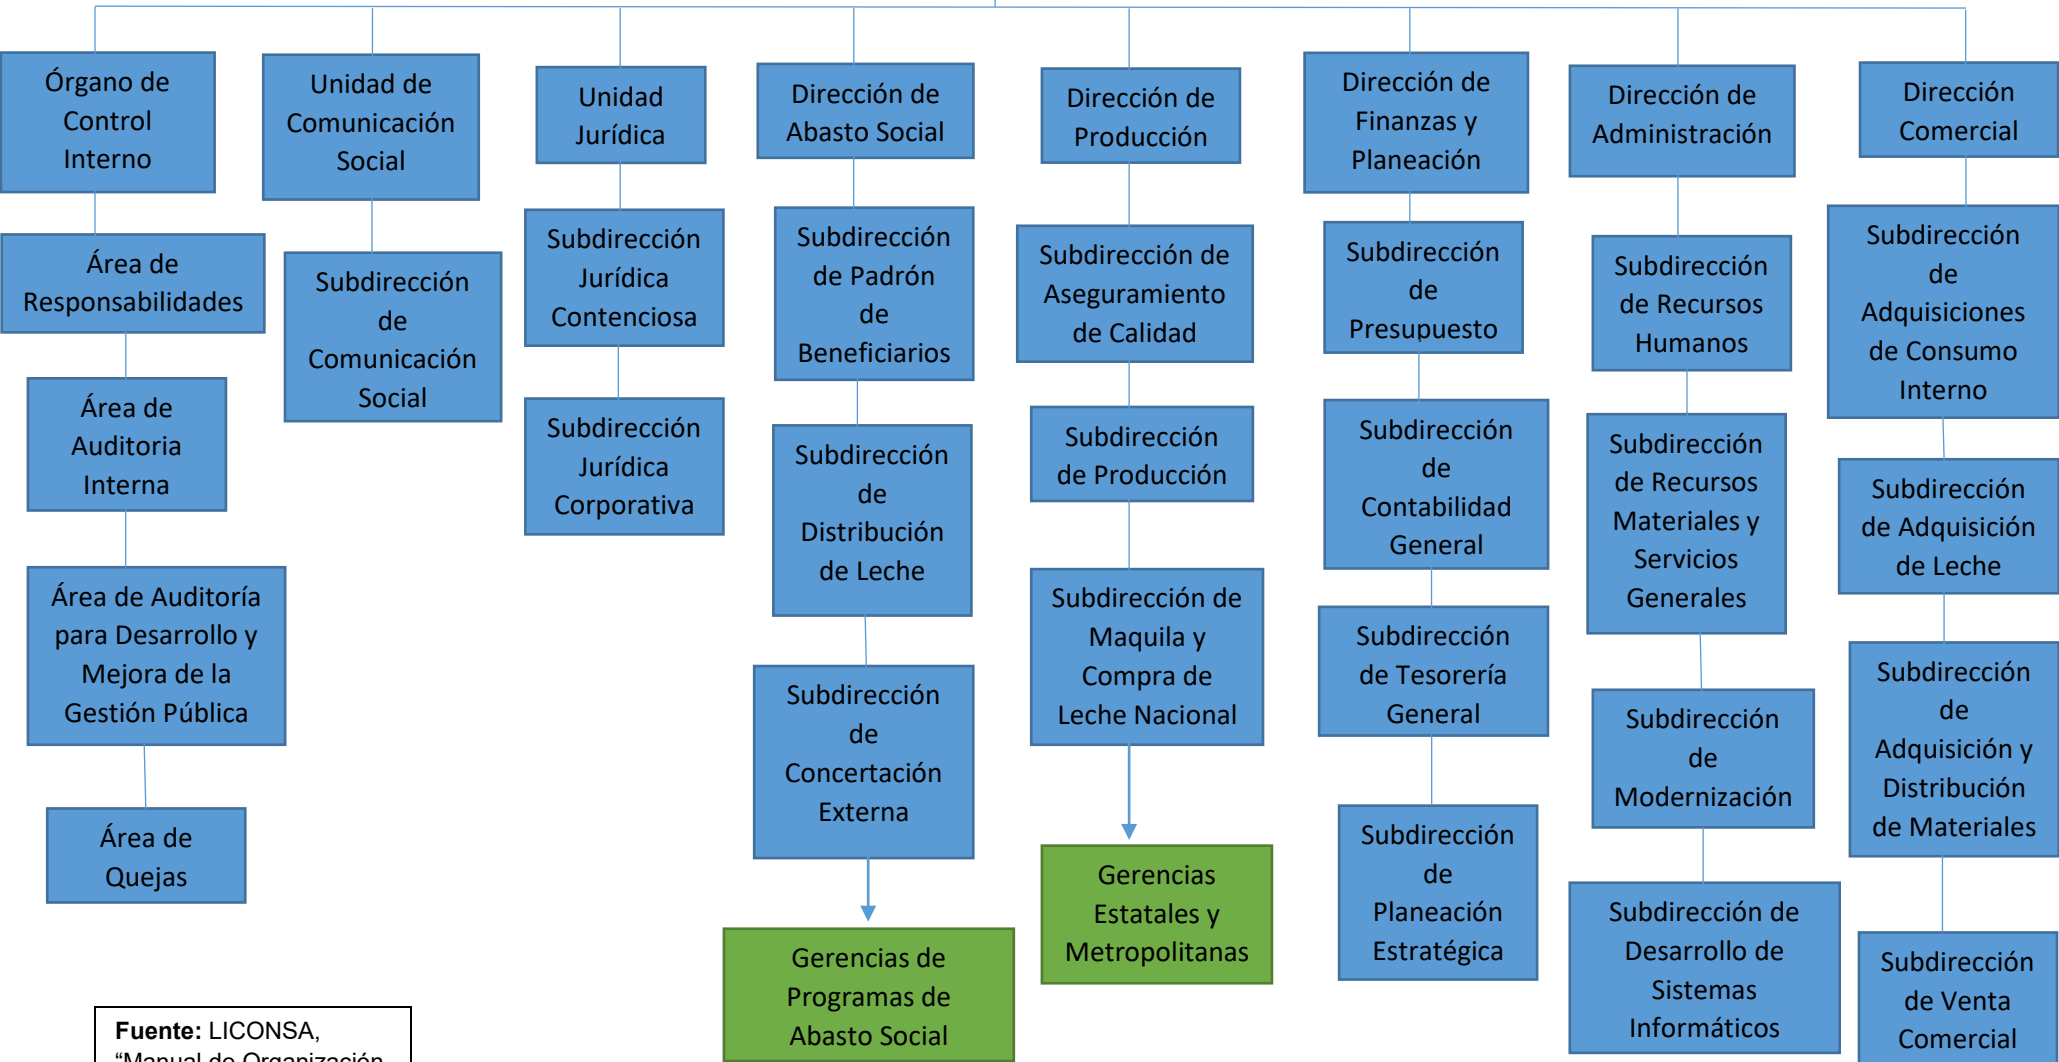 Órgano de
Control
Interno
Área de
Responsabilidades
Área de
Auditoria
Interna
Área de Auditoría
para Desarrollo y
Mejora de la
Gestión Pública
Área de
Quejas
Unidad de
Comunicación
Social
Subdirección
de
Comunicación
Social
Unidad
Jurídica
Subdirección
Jurídica
Contenciosa
Subdirección
Jurídica
Corporativa
Dirección de
Abasto Social
Subdirección
de Padrón
de
Beneficiarios
Subdirección
de
Distribución
de Leche
Subdirección
de
Concertación
Externa
Gerencias de
Programas de
Abasto Social
Dirección de
Producción
Subdirección de
Aseguramiento
de Calidad
Subdirección
de Producción
Subdirección de
Maquila y
Compra de
Leche Nacional
Gerencias
Estatales y
Metropolitanas
Dirección de
Finanzas y
Planeación
Subdirección
de
Presupuesto
Subdirección
de
Contabilidad
General
Subdirección
de Tesorería
General
Subdirección
de
Planeación
Estratégica
Dirección de
Administración
Subdirección
de Recursos
Humanos
Subdirección
de Recursos
Materiales y
Servicios
Generales
Subdirección
de
Modernización
Subdirección de
Desarrollo de
Sistemas
Informáticos
Dirección
Comercial
Subdirección
de
Adquisiciones
de Consumo
Interno
Subdirección
de Adquisición
de Leche
Subdirección
de
Adquisición y
Distribución
de Materiales
Subdirección
de Venta
Comercial
Fuente: LICONSA,
“Manual de Organización